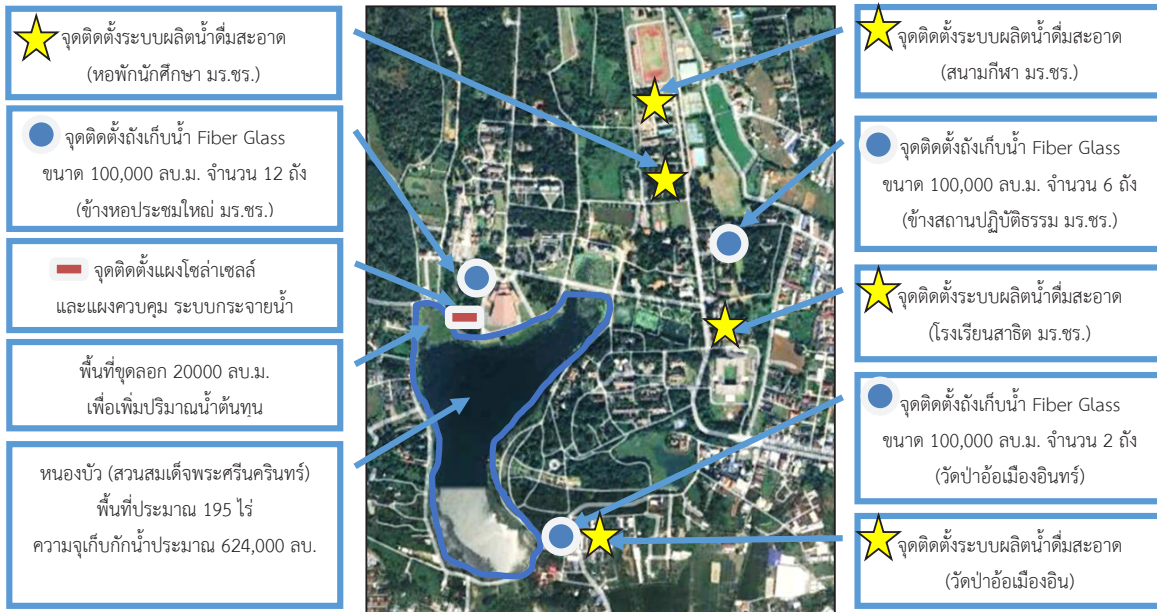 จุดติดตั้งระบบผลิตน้ำดื่มสะอาด
(หอพักนักศึกษา มร.ชร.)
จุดติดตั้งถังเก็บน้ำ Fiber Glass
ขนาด 100,000 ลบ.ม. จำนวน 12 ถัง
(ข้างหอประชมใหญ่ มร.ชร.)
จุดติดตั้งแผงโซล่าเซลล์
และแผงควบคุม ระบบกระจายน้ำ
พื้นที่ขุดลอก 20000 ลบ.ม.
เพื่อเพิ่มปริมาณน้ำต้นทุน
หนองบัว (สวนสมเด็จพระศรีนครินทร์)
พื้นที่ประมาณ 195 ไร่
ความจุเก็บกักน้ำประมาณ 624,000 ลบ.
จุดติดตั้งระบบผลิตน้ำดื่มสะอาด
(สนามกีฬา มร.ชร.)
จุดติดตั้งถังเก็บน้ำ Fiber Glass
ขนาด 100,000 ลบ.ม. จำนวน 6 ถัง
(ข้างสถานปฏิบัติธรรม มร.ชร.)
จุดติดตั้งระบบผลิตน้ำดื่มสะอาด
(โรงเรียนสาธิต มร.ชร.)
จุดติดตั้งถังเก็บน้ำ Fiber Glass
ขนาด 100,000 ลบ.ม. จำนวน 2 ถัง
(วัดป่าอ้อเมืองอินทร์)
จุดติดตั้งระบบผลิตน้ำดื่มสะอาด
(วัดป่าอ้อเมืองอิน)